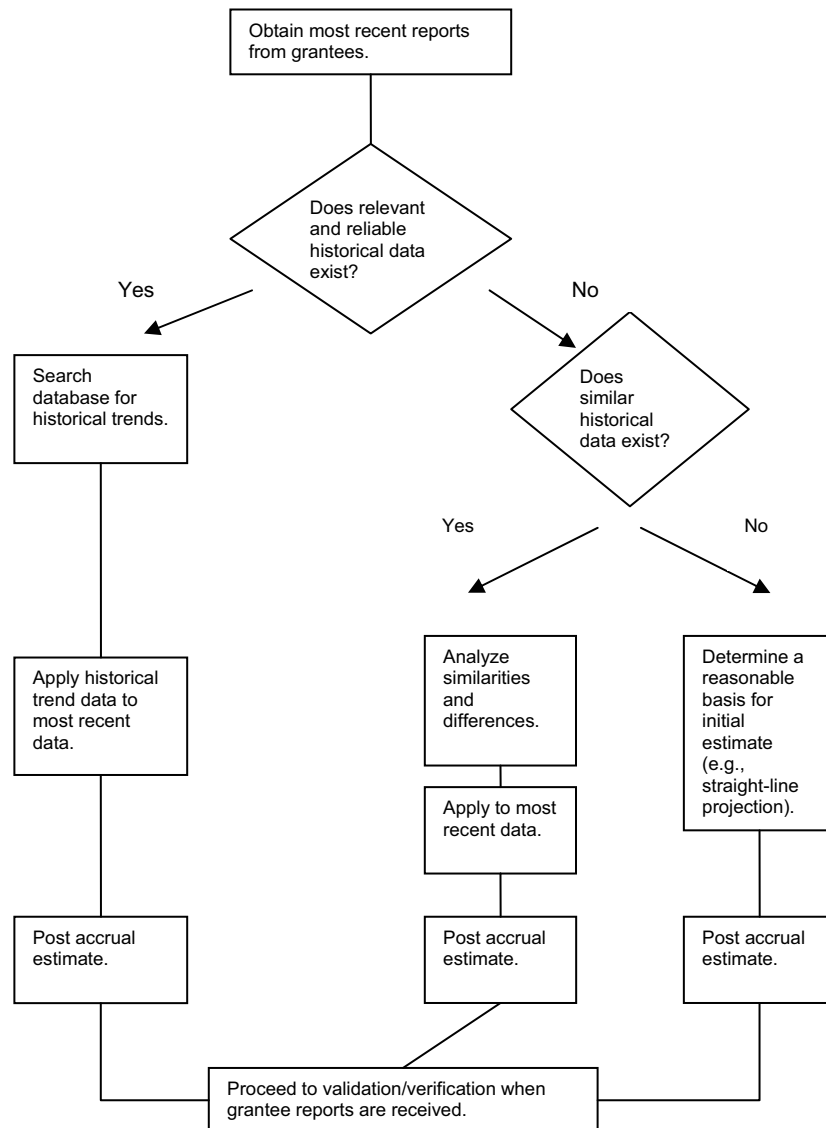 Obtain most recent reports
from grantees.
Does relevant
and reliable
historical data
exist?
Yes
No
Search
database for
historical trends.
Does
similar
historical
data exist?
Yes
No
Apply historical
trend data to
most recent
data.
Analyze
similarities
and
differences.
Determine a
reasonable
basis for
initial
estimate
(e.g.,
straight-line
projection).
Apply to most
recent data.
Post accrual
estimate.
Post accrual
estimate.
Post accrual
estimate.
Proceed to validation/verification when
grantee reports are received.